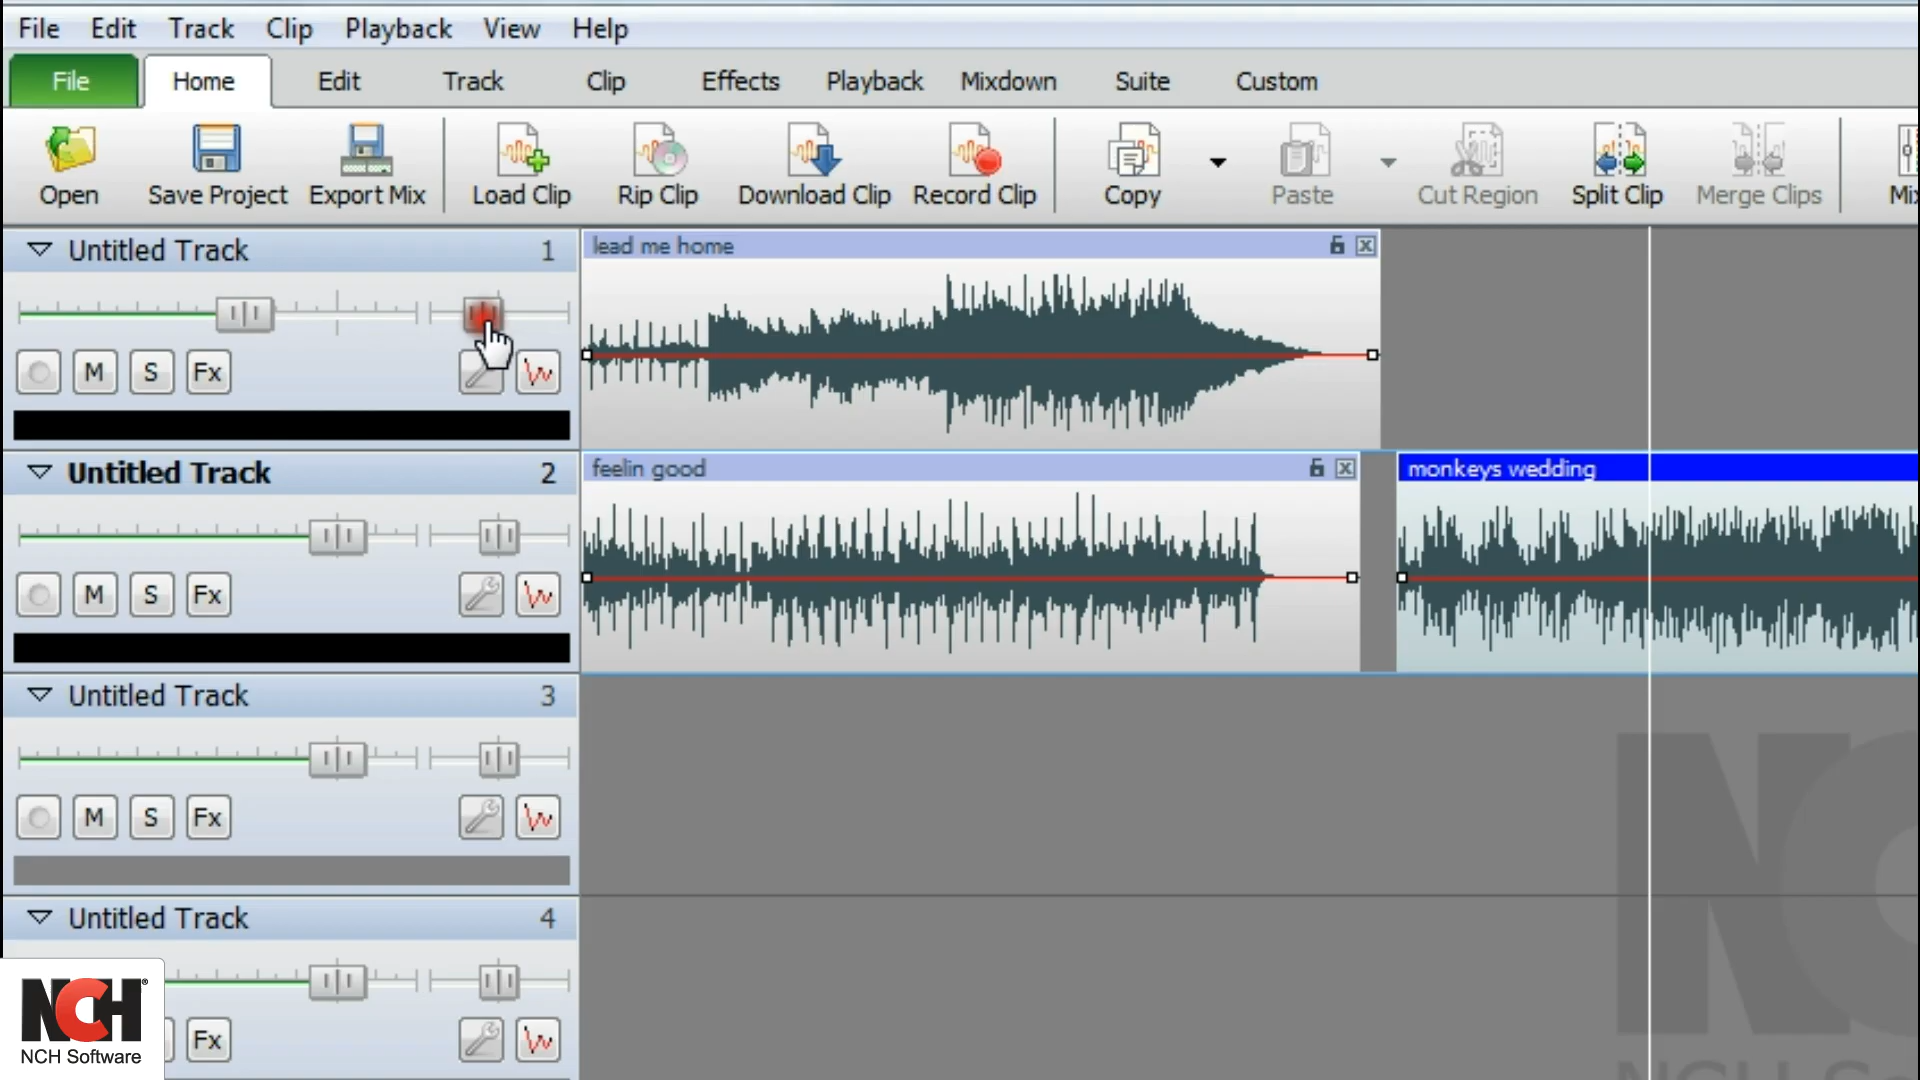 File Edit Track Clip Playback View Help
File Home Edit Track Clip Effects Playback Mixdown Suite Custom
Open Save Project Export Mix Load Clip Rip Clip Download Clip Record Clip Copy Paste Cut Region Split Clip Merge Clips
Untitled Track 1
lead me home
M S Fx
Untitled Track 2
feelin good
monkeys wedding
M S Fx
Untitled Track 3
M S Fx
Untitled Track 4
Fx
NCH®
NCH Software